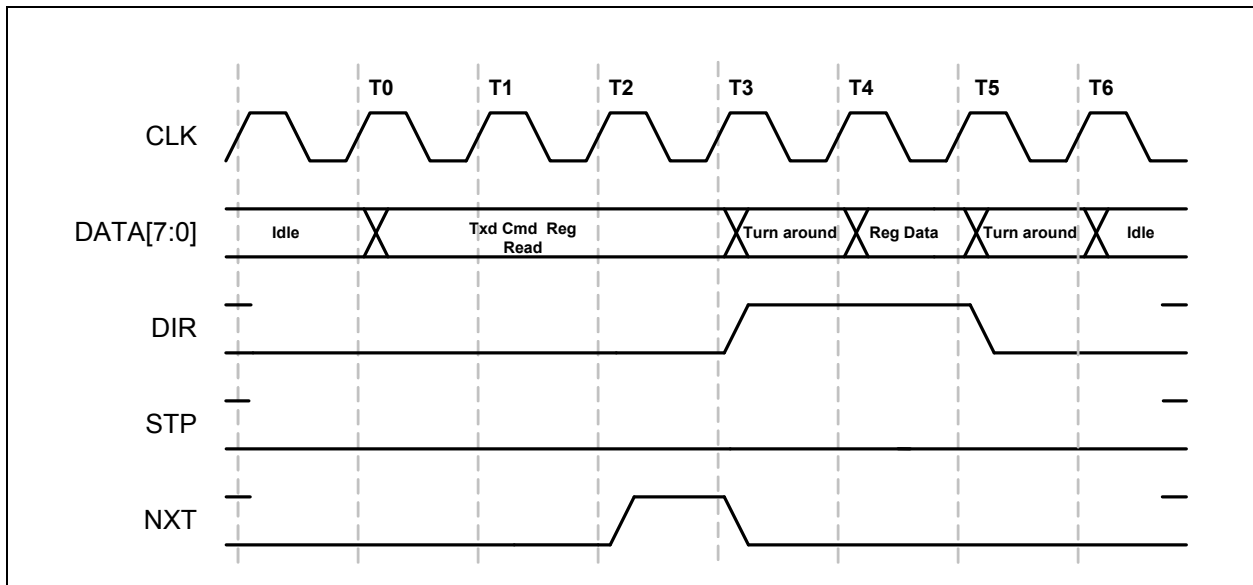 T0 T1 T2 T3 T4 T5 T6
CLK
DATA[7:0]
Idle Txd Cmd Reg Turn around Reg Data Turn around Idle
Read
DIR
STP
NXT